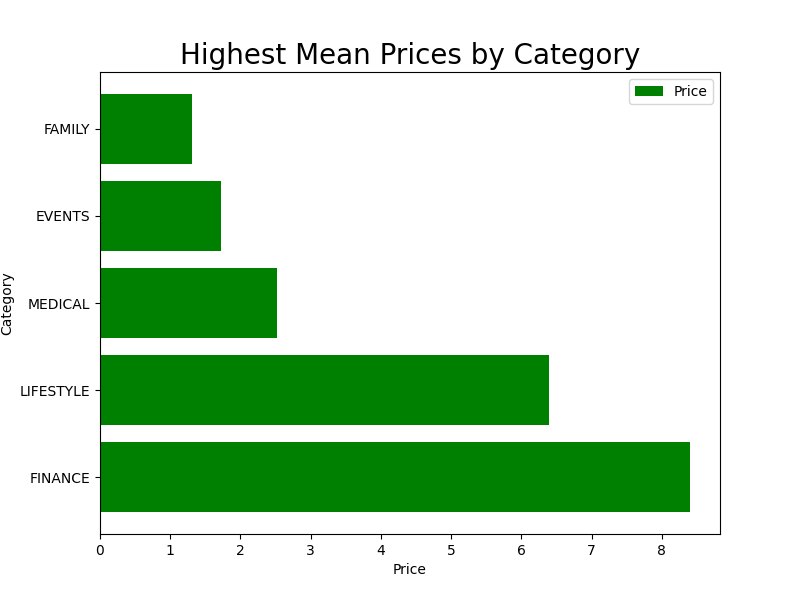 Highest Mean Prices by Category
Price
FAMILY
EVENTS
MEDICAL
LIFESTYLE
FINANCE
Category
0 1 2 3 4 5 6 7 8
Price